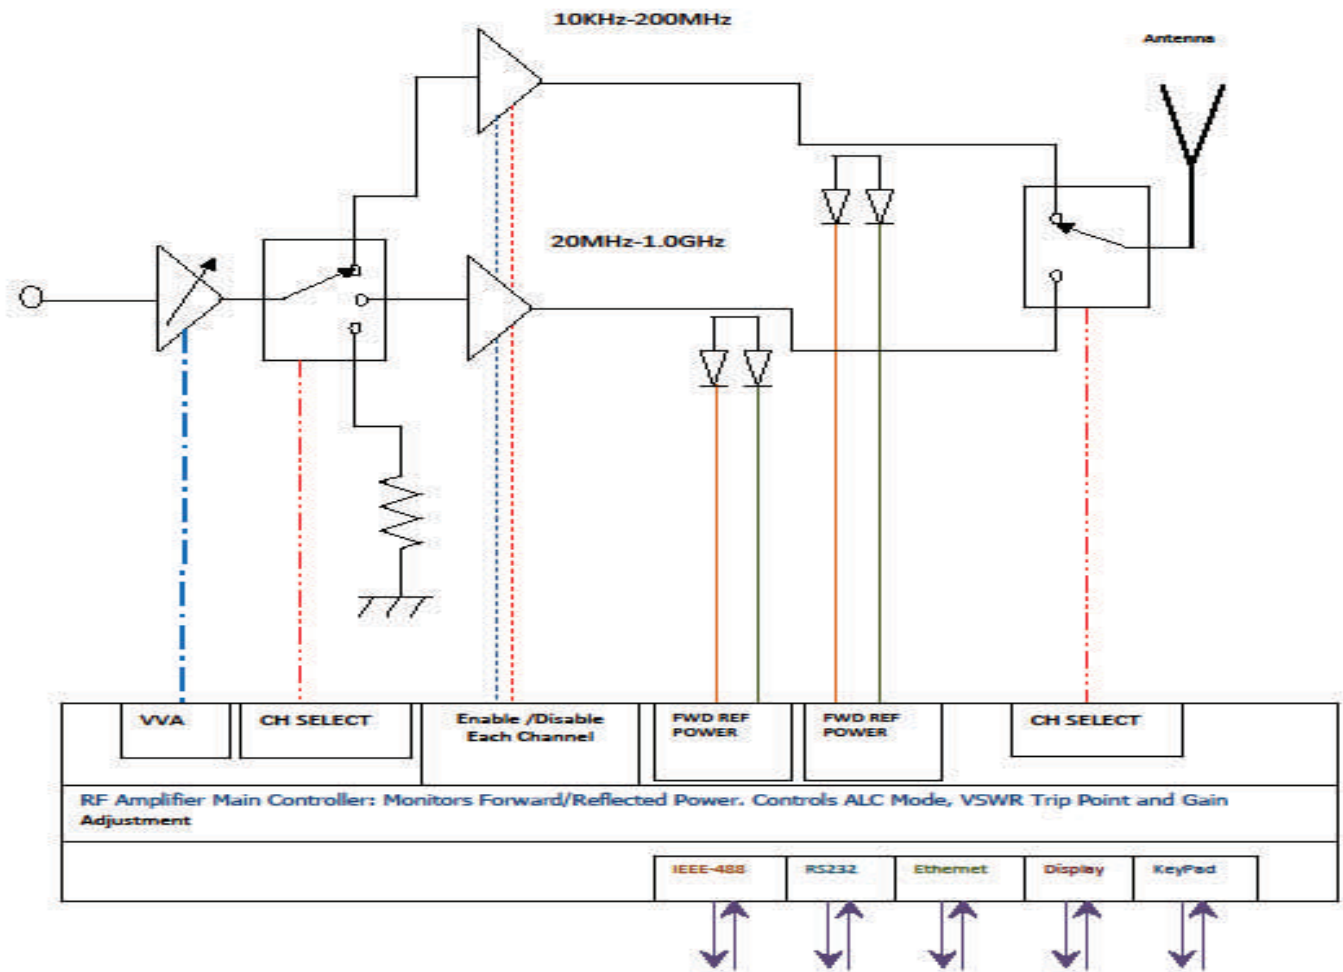 10KHz-200MHz
Antenna
20MHz-1.0GHz
VVA
CH SELECT
Enable /Disable
Each Channel
FWD REF
POWER
FWD REF
POWER
CH SELECT
RF Amplifier Main Controller: Monitors Forward/Reflected Power. Controls ALC Mode, VSWR Trip Point and Gain
Adjustment
IEEE-488
RS232
Ethernet
Display
KeyPad